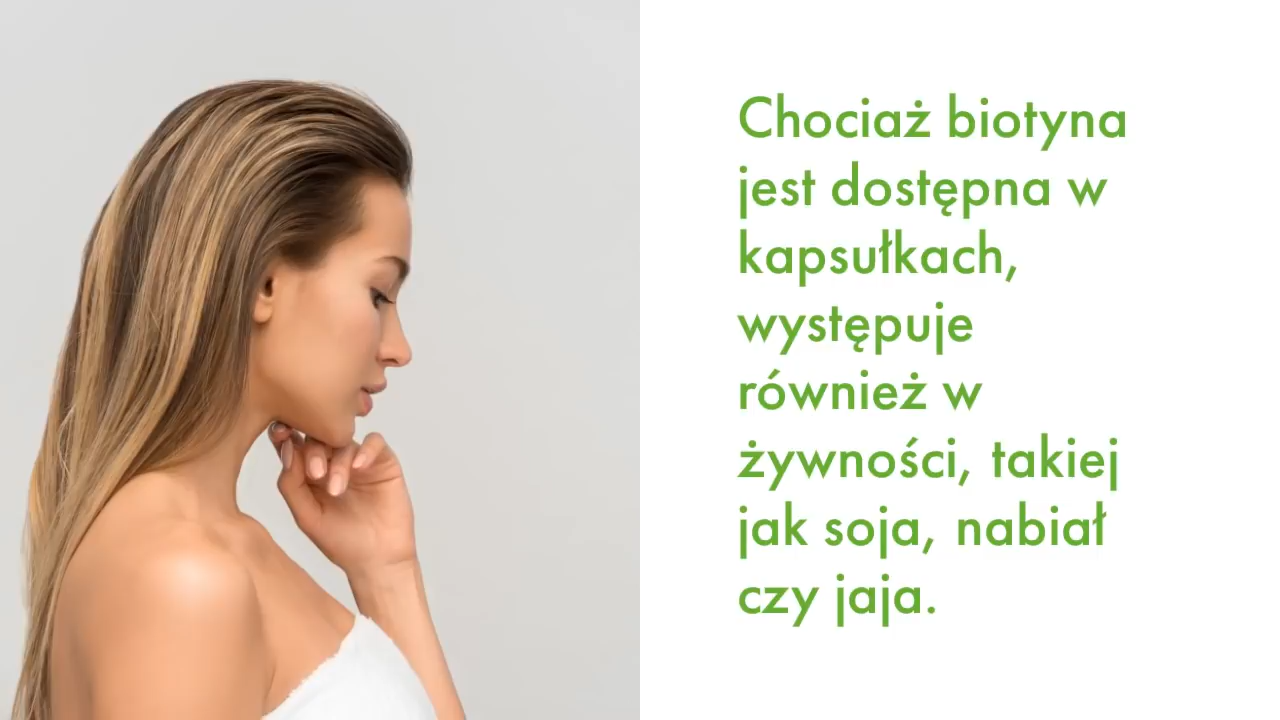 Chociaż biotyna
jest dostępna w
kapsułkach,
występuje
również w
żywności, takiej
jak soja, nabiał
czy jaja.